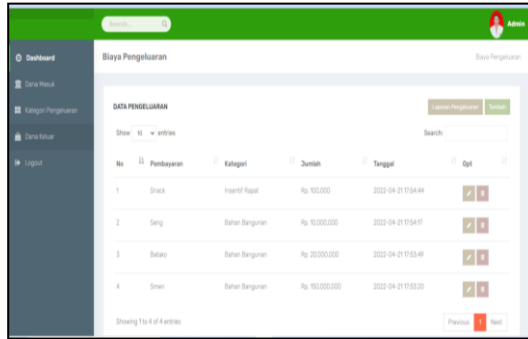 Search...
Admin
Dashboard
Biaya Pengeluaran
Biaya Pengeluaran
Dana Masuk
Kategori Pengeluaran
Dana Keluar
Logout
DATA PENGELUARAN
Laporan Pengeluaran
Tambah
Show 10 entries
Search:
No Pembayaran Kategori Jumlah Tanggal Opt
1 Snack Insentif Rapat Rp. 100,000 2022-04-21 17:54:44
2 Seng Bahan Bangunan Rp. 10,000,000 2022-04-21 17:54:17
3 Batako Bahan Bangunan Rp. 20,000,000 2022-04-21 17:53:49
4 Smen Bahan Bangunan Rp. 150,000,000 2022-04-21 17:53:20
Showing 1 to 4 of 4 entries
Previous 1 Next